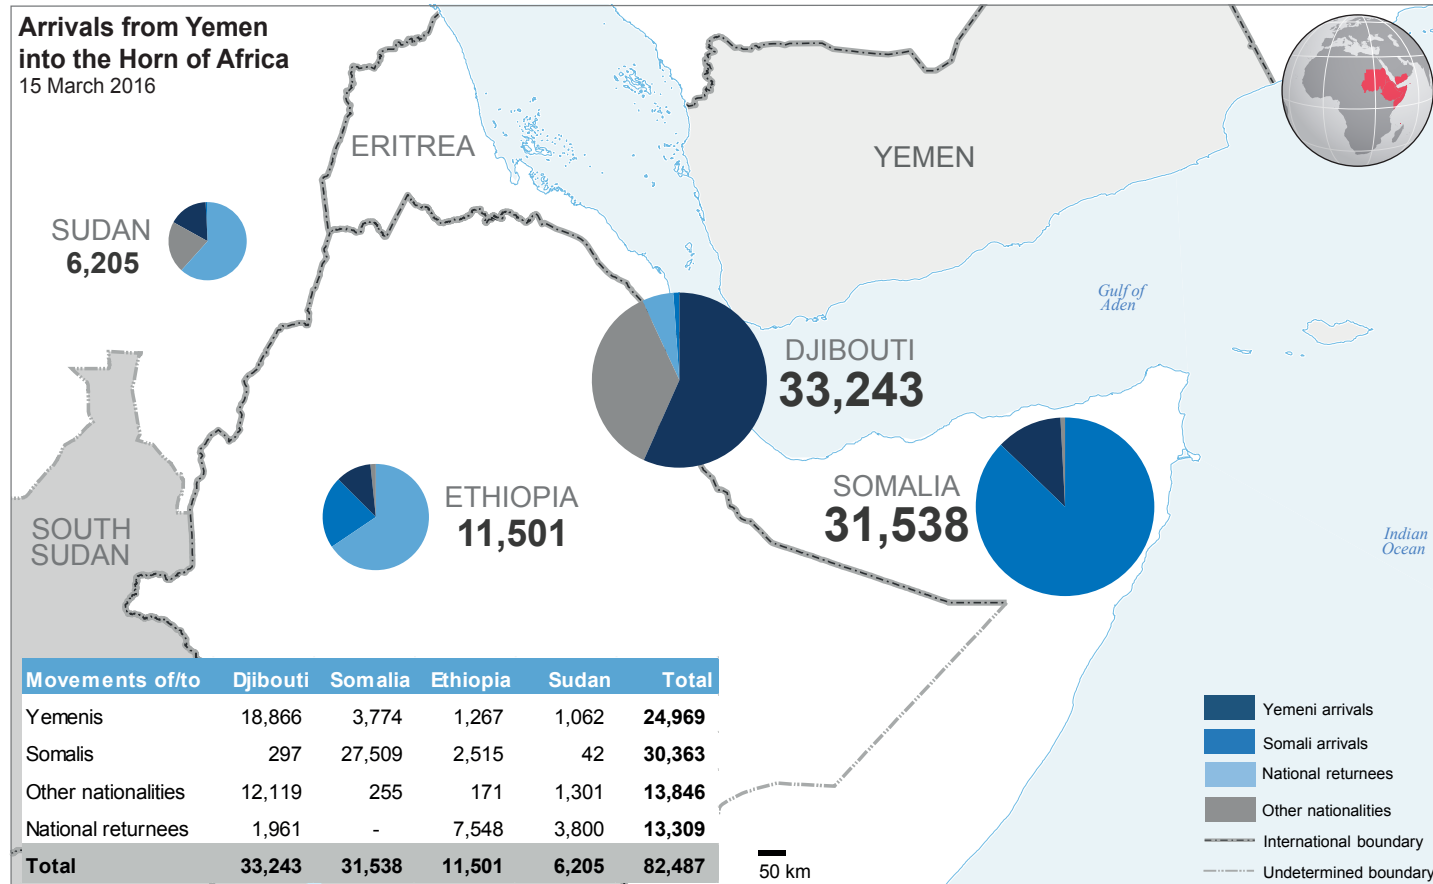 Arrivals from Yemen
into the Horn of Africa
15 March 2016
ERITREA
YEMEN
SUDAN
6,205
Gulf of
Aden
DJIBOUTI
33,243
SOMALIA
31,538
ETHIOPIA
11,501
SOUTH
SUDAN
Indian
Ocean
Movements of/to Djibouti Somalia Ethiopia Sudan Total
Yemenis 18,866 3,774 1,267 1,062 24,969
Somalis 297 27,509 2,515 42 30,363
Other nationalities 12,119 255 171 1,301 13,846
National returnees 1,961 - 7,548 3,800 13,309
Total 33,243 31,538 11,501 6,205 82,487
50 km
Yemeni arrivals
Somali arrivals
National returnees
Other nationalities
International boundary
Undetermined boundary